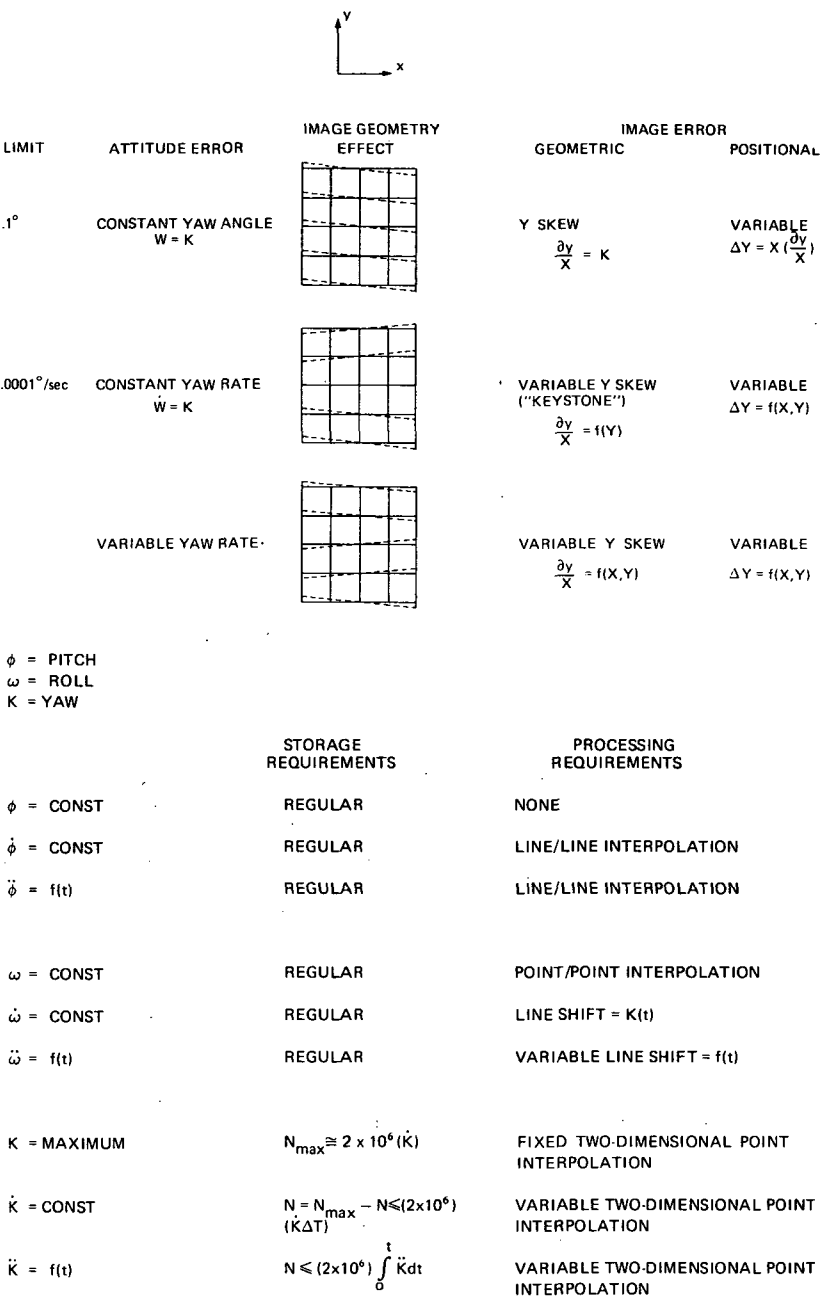 Y
X
IMAGE GEOMETRY IMAGE ERROR
LIMIT ATTITUDE ERROR EFFECT GEOMETRIC POSITIONAL
.1° CONSTANT YAW ANGLE Y SKEW VARIABLE
W = K ∂y/X = K ΔY = X (∂y/X)
.0001°/sec CONSTANT YAW RATE VARIABLE Y SKEW VARIABLE
Ẇ = K ("KEYSTONE") ΔY = f(X,Y)
∂y/X = f(Y)
VARIABLE YAW RATE VARIABLE Y SKEW VARIABLE
∂y/X = f(X,Y) ΔY = f(X,Y)
φ = PITCH
ω = ROLL
K = YAW
STORAGE PROCESSING
REQUIREMENTS REQUIREMENTS
φ = CONST REGULAR NONE
φ̇ = CONST REGULAR LINE/LINE INTERPOLATION
φ̈ = f(t) REGULAR LINE/LINE INTERPOLATION
ω = CONST REGULAR POINT/POINT INTERPOLATION
ω̇ = CONST REGULAR LINE SHIFT = K(t)
ω̈ = f(t) REGULAR VARIABLE LINE SHIFT = f(t)
K = MAXIMUM Nmax ≅ 2 x 10⁶ (K̇) FIXED TWO-DIMENSIONAL POINT
INTERPOLATION
K̇ = CONST N = Nmax − N ⩽ (2x10⁶) VARIABLE TWO-DIMENSIONAL POINT
(K̇ΔT) INTERPOLATION
K̈ = f(t) N ⩽ (2x10⁶) ∫₀ᵗ K̈dt VARIABLE TWO-DIMENSIONAL POINT
INTERPOLATION